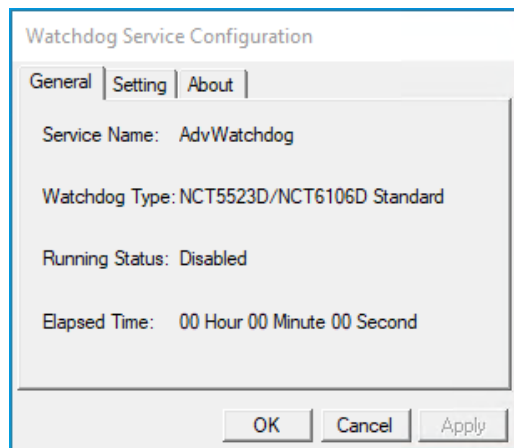 Watchdog Service Configuration
General Setting About
Service Name: AdvWatchdog
Watchdog Type: NCT5523D/NCT6106D Standard
Running Status: Disabled
Elapsed Time: 00 Hour 00 Minute 00 Second
OK Cancel Apply